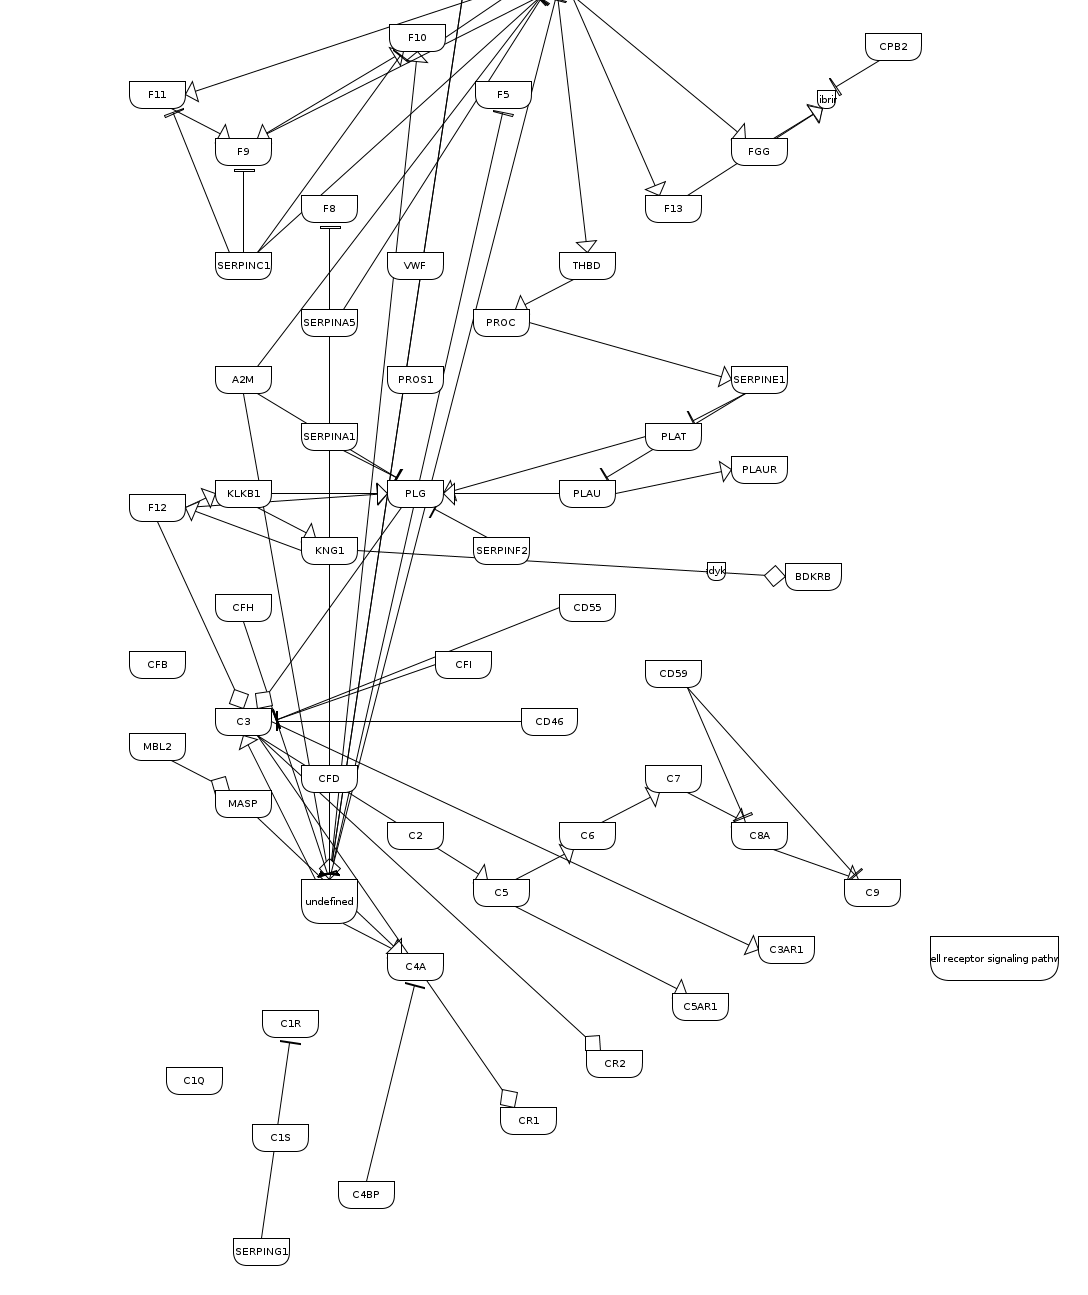 F10
CPB2
F11
F5
ibrir
F9
FGG
F8
F13
SERPINC1
VWF
THBD
SERPINA5
PROC
A2M
PROS1
SERPINE1
SERPINA1
PLAT
PLAUR
KLKB1
PLG
PLAU
F12
KNG1
SERPINF2
dyk
BDKRB
CFH
CD55
CFB
CFI
CD59
C3
CD46
MBL2
CFD
C7
MASP
C2
C6
C8A
C5
C9
undefined
C3AR1
ell receptor signaling pathw
C4A
C5AR1
C1R
CR2
C1Q
CR1
C1S
C4BP
SERPING1